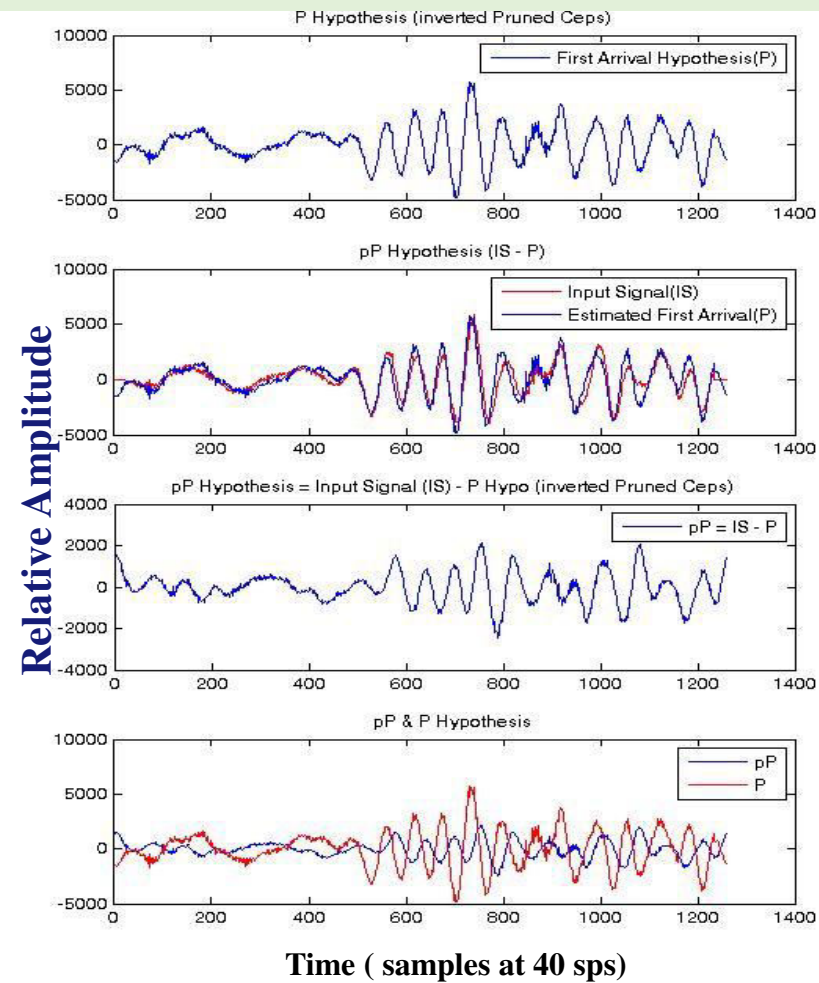 P Hypothesis (inverted Pruned Ceps)
10000
5000
0
-5000
First Arrival Hypothesis(P)
0 200 400 600 800 1000 1200 1400
pP Hypothesis (IS - P)
10000
5000
0
-5000
Input Signal(IS)
Estimated First Arrival(P)
0 200 400 600 800 1000 1200 1400
Relative Amplitude
pP Hypothesis = Input Signal (IS) - P Hypo (inverted Pruned Ceps)
4000
2000
0
-2000
-4000
pP = IS - P
0 200 400 600 800 1000 1200 1400
pP & P Hypothesis
10000
5000
0
-5000
pP
P
0 200 400 600 800 1000 1200 1400
Time ( samples at 40 sps)